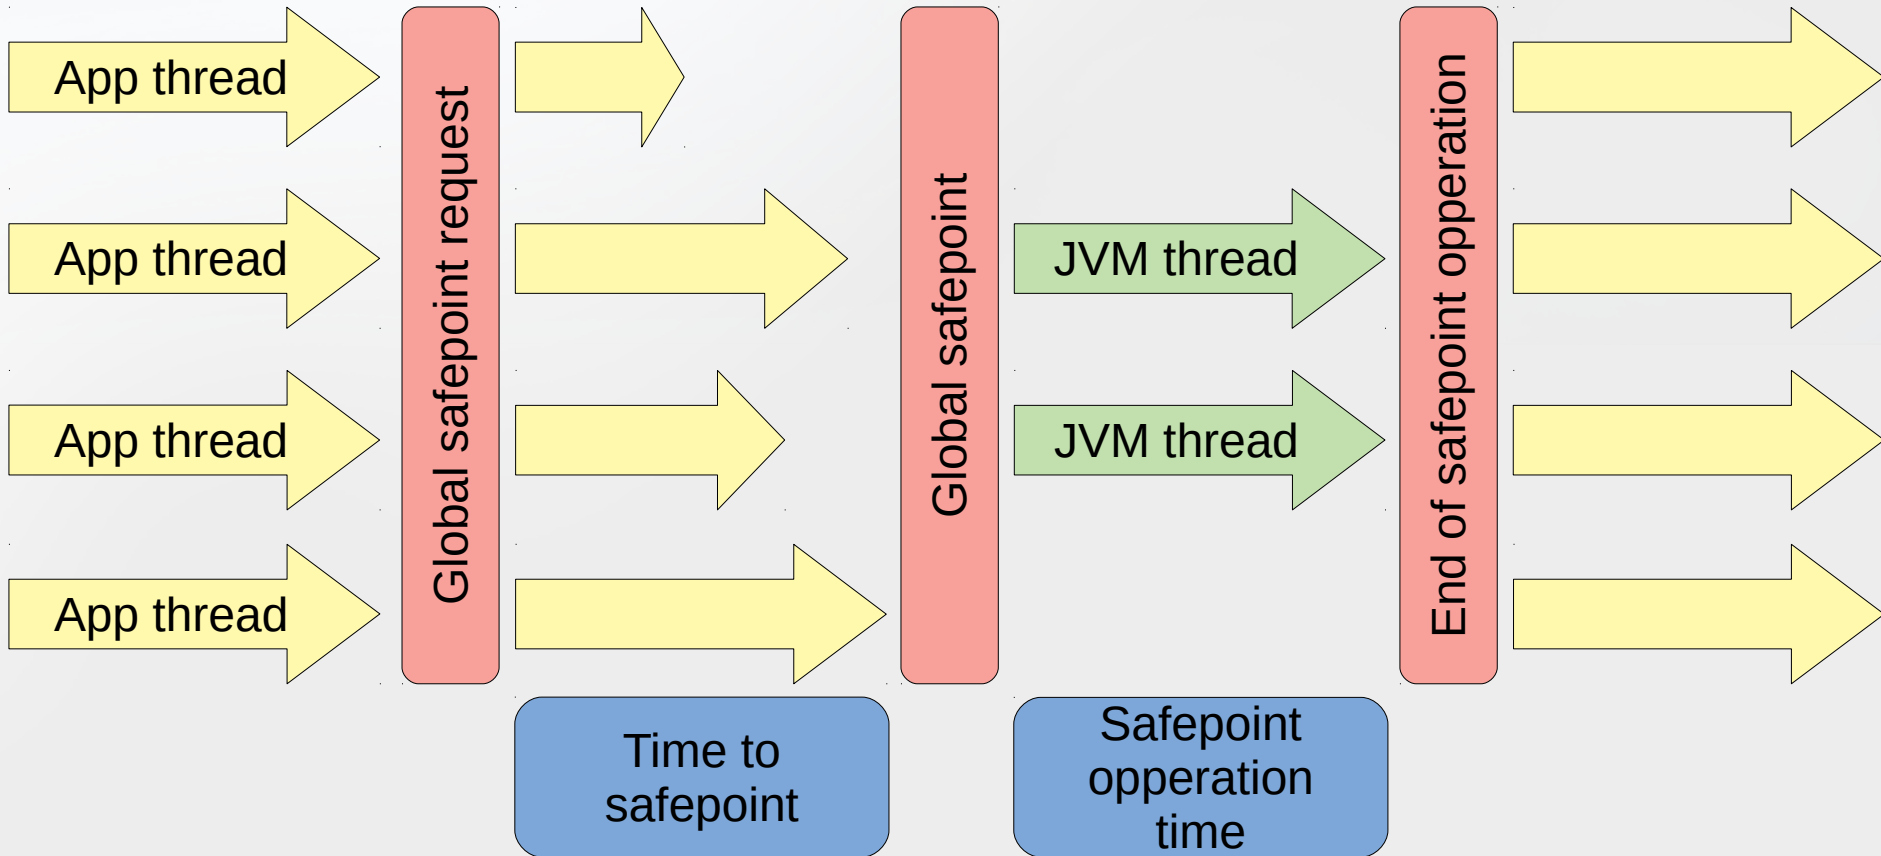 App thread
App thread
App thread
App thread
Global safepoint request
Global safepoint
JVM thread
JVM thread
End of safepoint opperation
Time to
safepoint
Safepoint
opperation
time